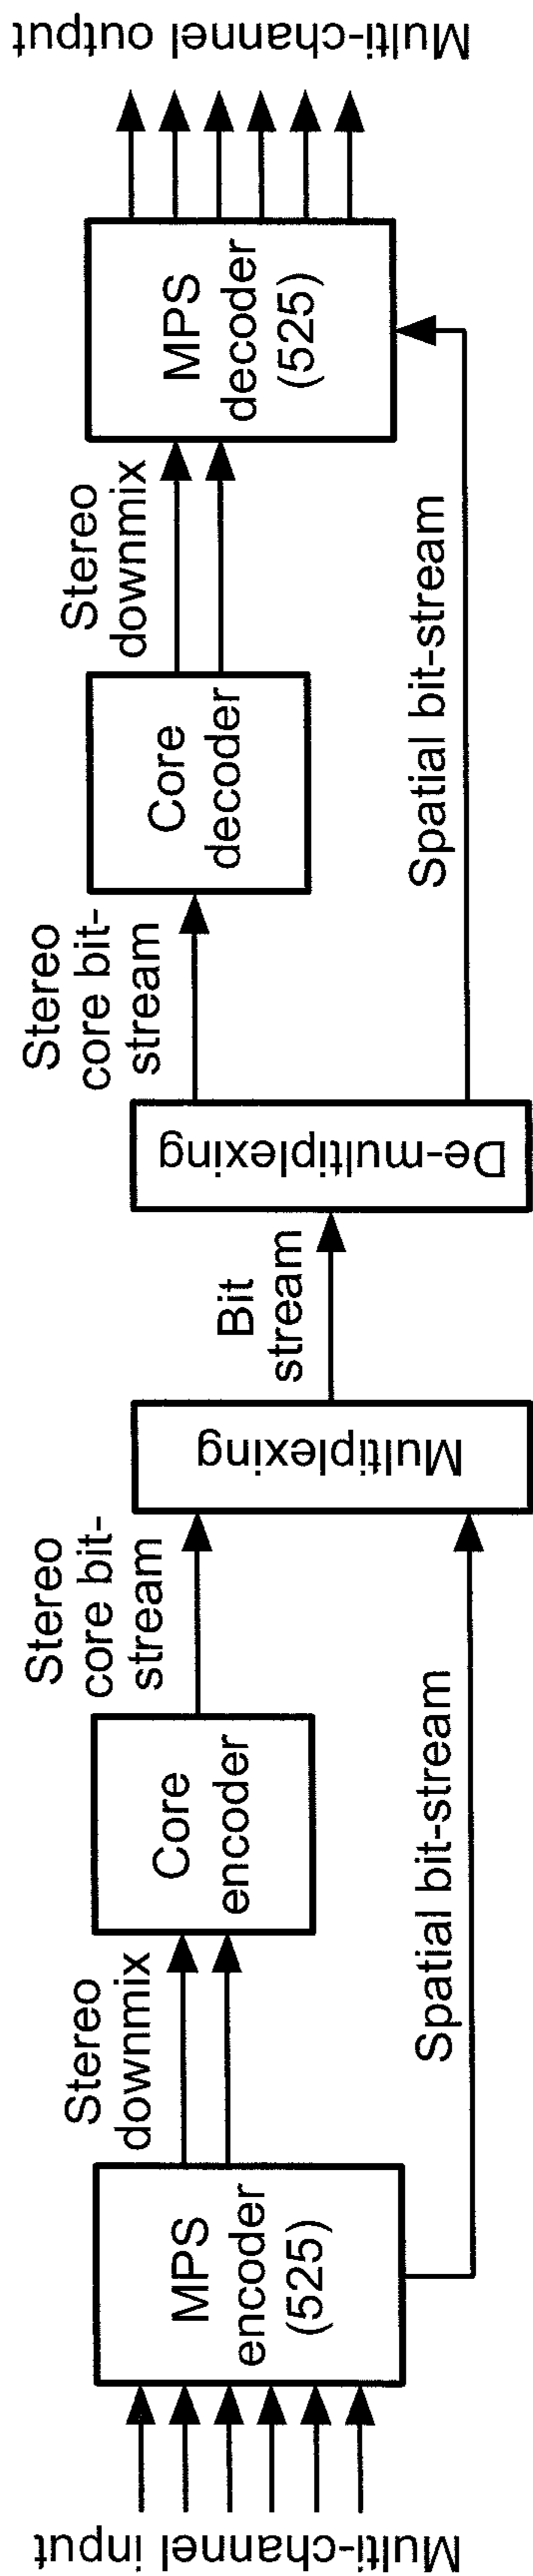 Multi-channel input
MPS
encoder
(525)
Stereo
downmix
Core
encoder
Stereo
core bit-
stream
Spatial bit-stream
Multiplexing
Bit
stream
De-multiplexing
Stereo
core bit-
stream
Core
decoder
Stereo
downmix
Spatial bit-stream
MPS
decoder
(525)
Multi-channel output